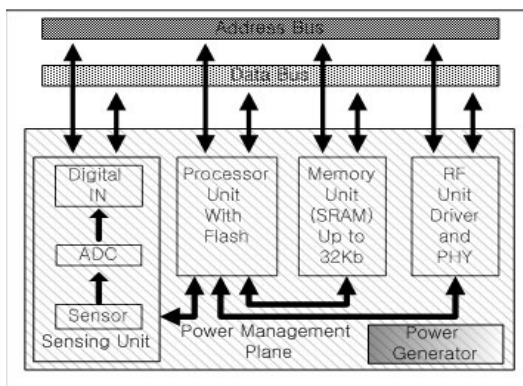 Address Bus
Data Bus
Digital
IN
ADC
Sensor
Sensing Unit
Processor
Unit
With
Flash
Memory
Unit
(SRAM)
Up to
32Kb
RF
Unit
Driver
and
PHY
Power Management
Plane
Power
Generator